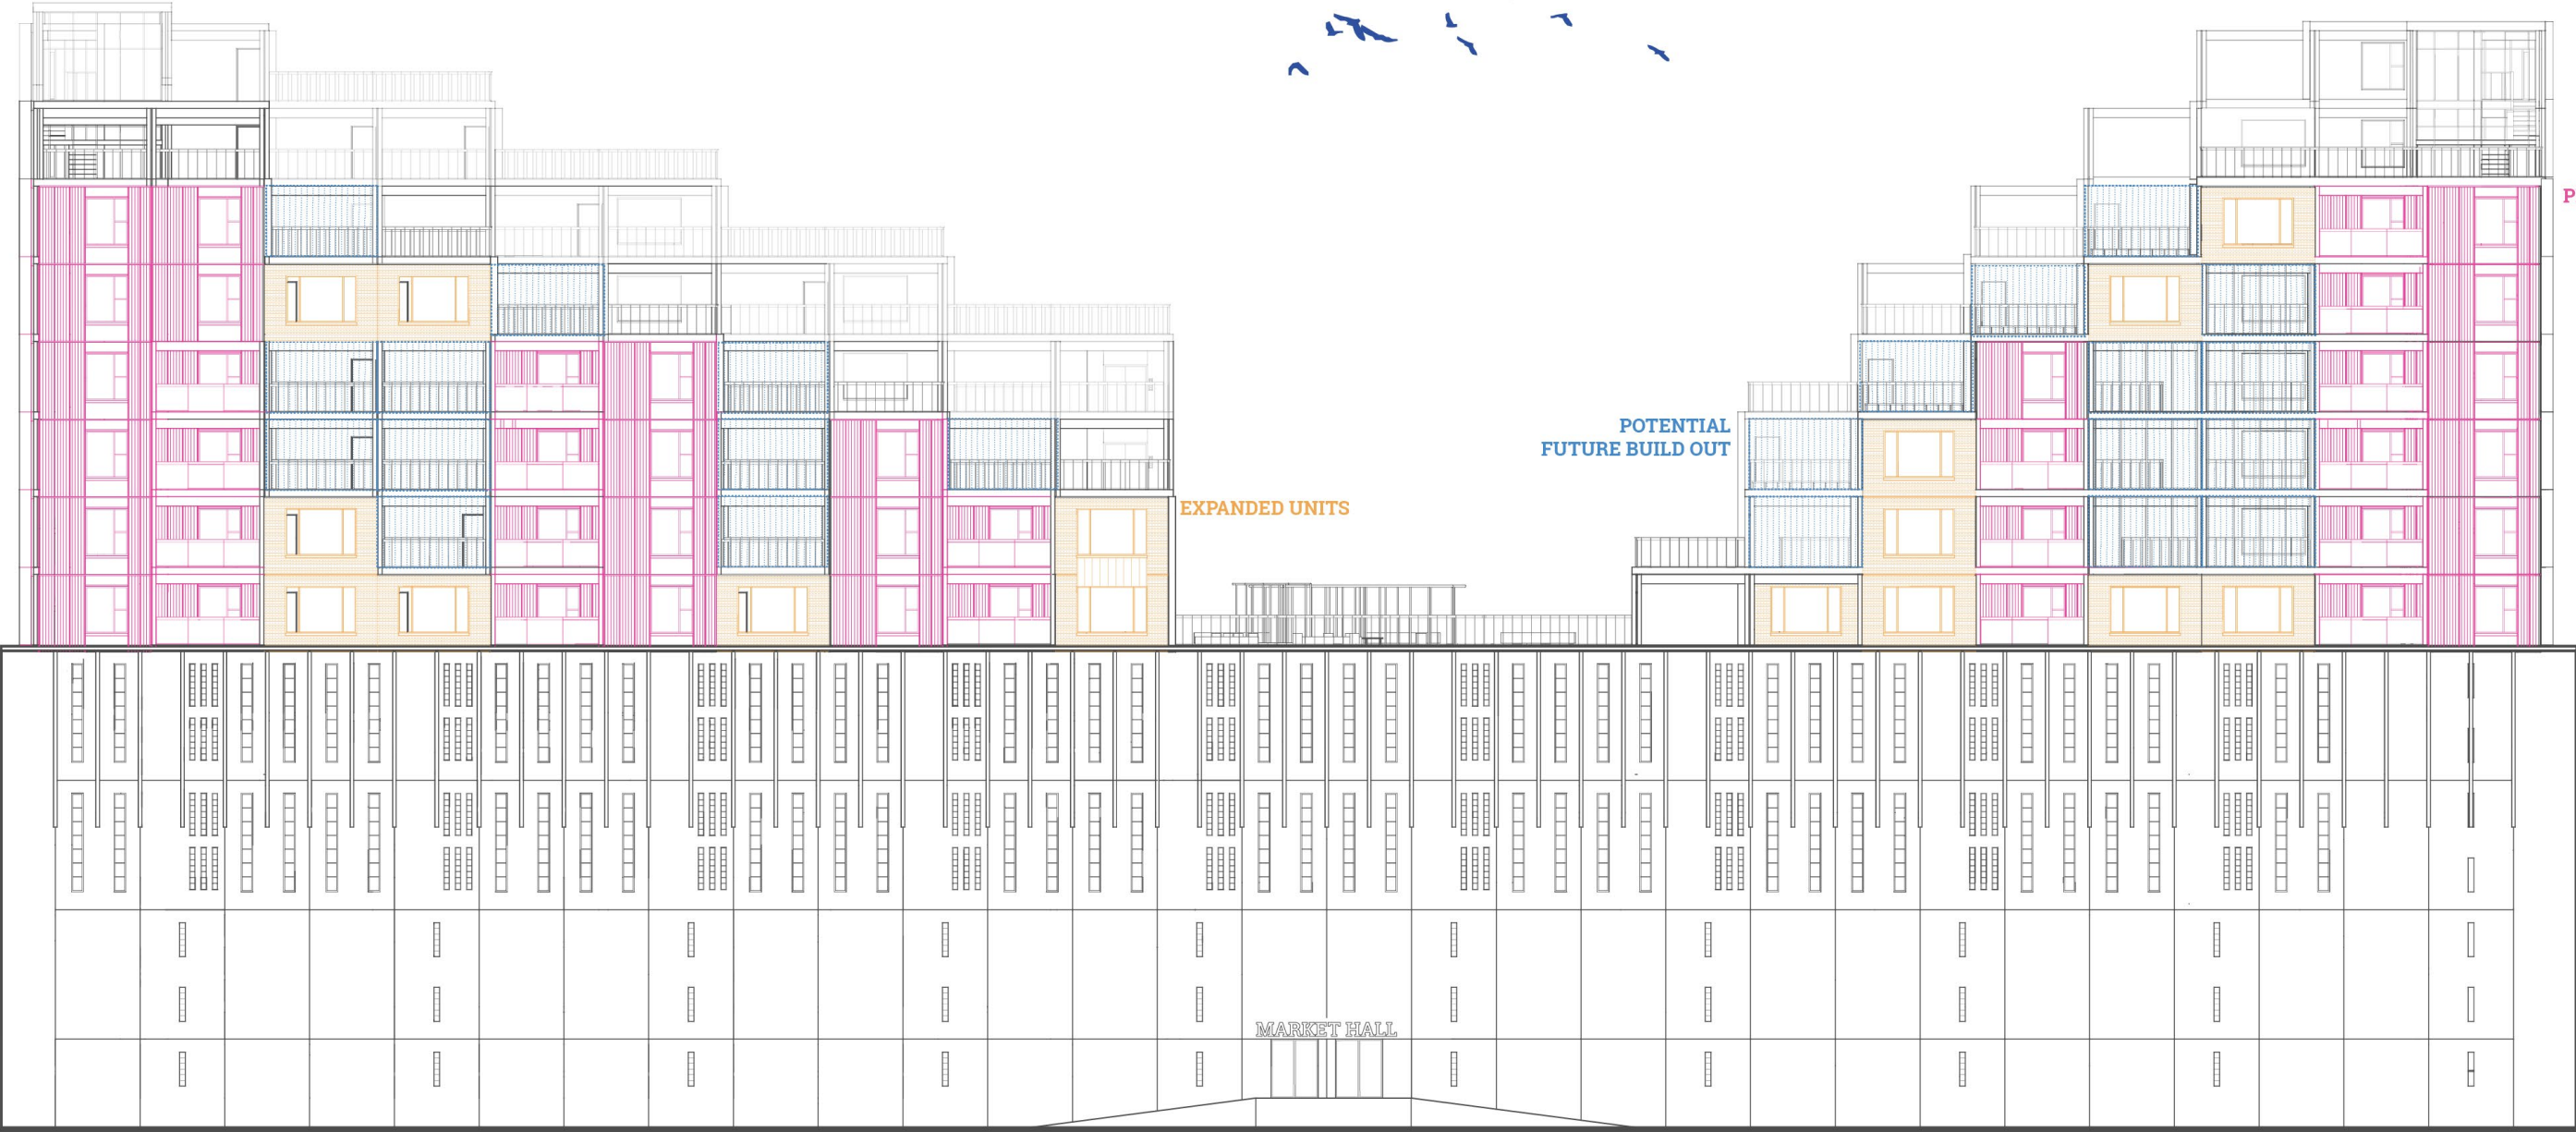 P
POTENTIAL
FUTURE BUILD OUT
EXPANDED UNITS
MARKET HALL